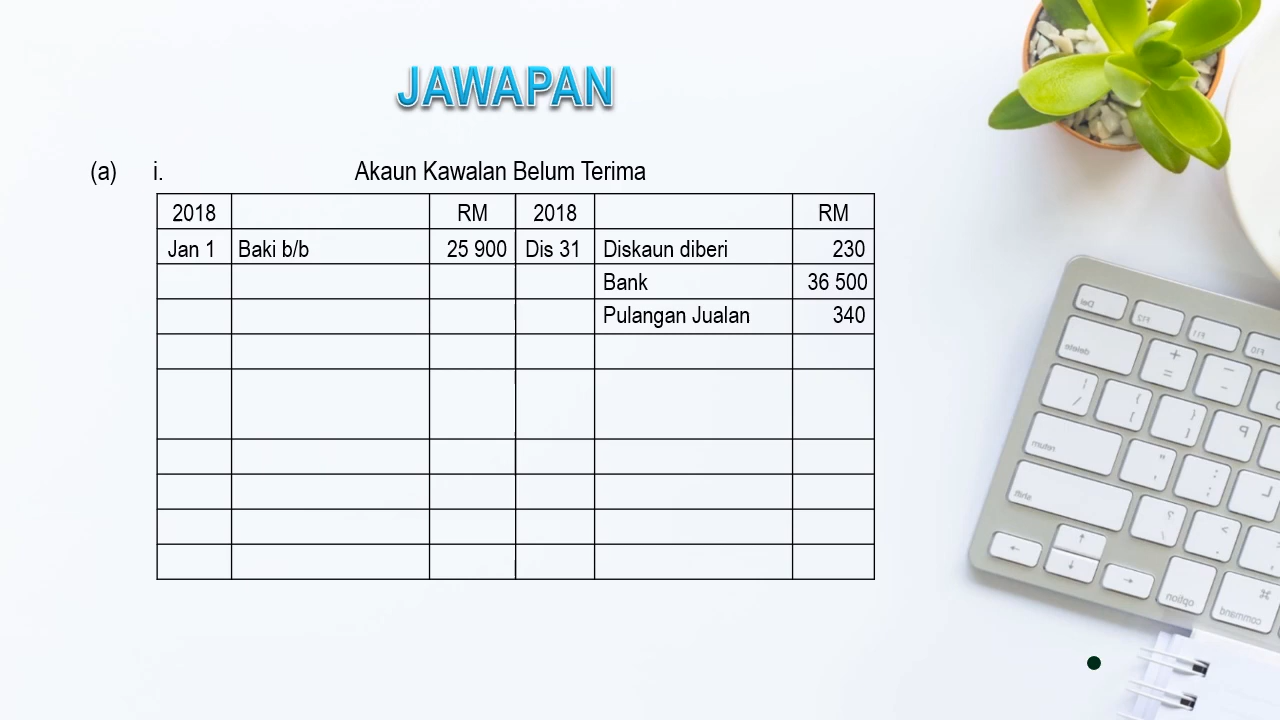 JAWAPAN
(a) i. Akaun Kawalan Belum Terima
2018 RM 2018 RM
Jan 1 Baki b/b 25 900 Dis 31 Diskaun diberi 230
Bank 36 500
Pulangan Jualan 340